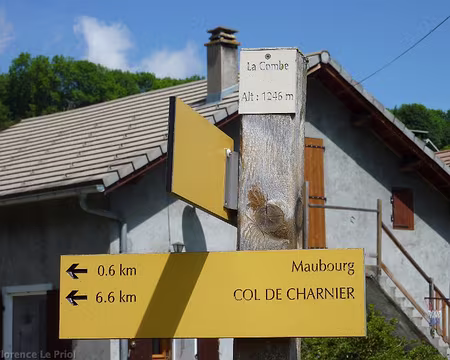 La Combe
Alt : 1246 m
← 0.6 km Maubourg
← 6.6 km COL DE CHARNIER
lorence Le Prio